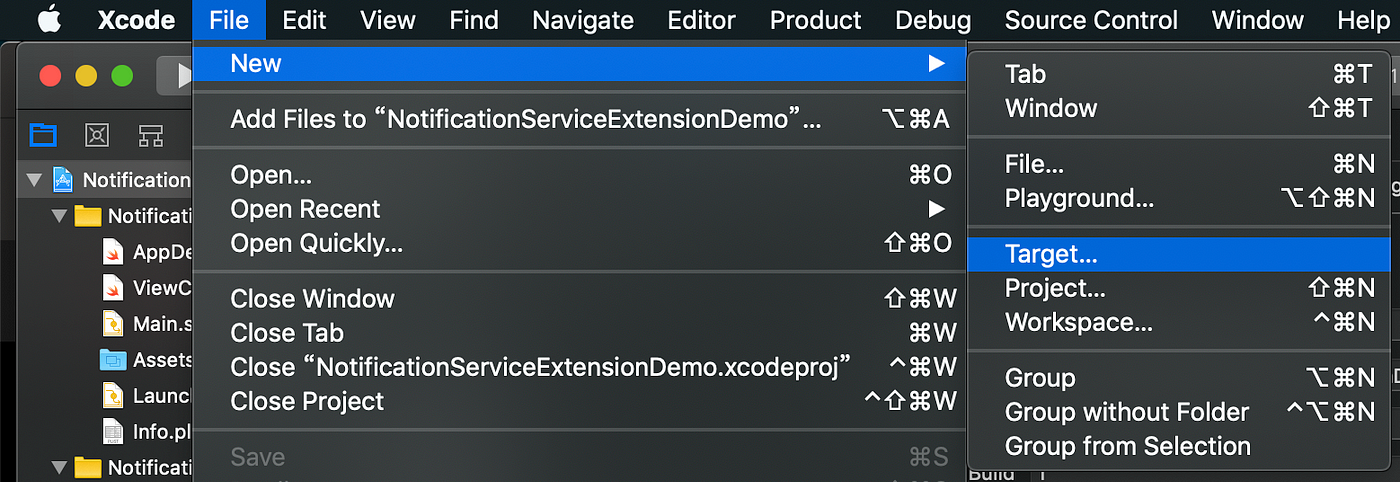 Xcode File Edit View Find Navigate Editor Product Debug Source Control Window Help
New ▶
Add Files to “NotificationServiceExtensionDemo”... ⌥⌘A
Open... ⌘O
Open Recent ▶
Open Quickly... ⇧⌘O
Close Window ⇧⌘W
Close Tab ⌘W
Close “NotificationServiceExtensionDemo.xcodeproj” ^⌘W
Close Project ^⇧⌘W
Save ⌘S
Tab ⌘T
Window ⇧⌘T
File... ⌘N
Playground... ⌥⇧⌘N
Target...
Project... ⇧⌘N
Workspace... ^⌘N
Group ⌥⌘N
Group without Folder ^⌥⌘N
Group from Selection
Notification
Notificati
AppDe
ViewC
Main.s
Assets
Launc
Info.pl
Notificati
Build 1